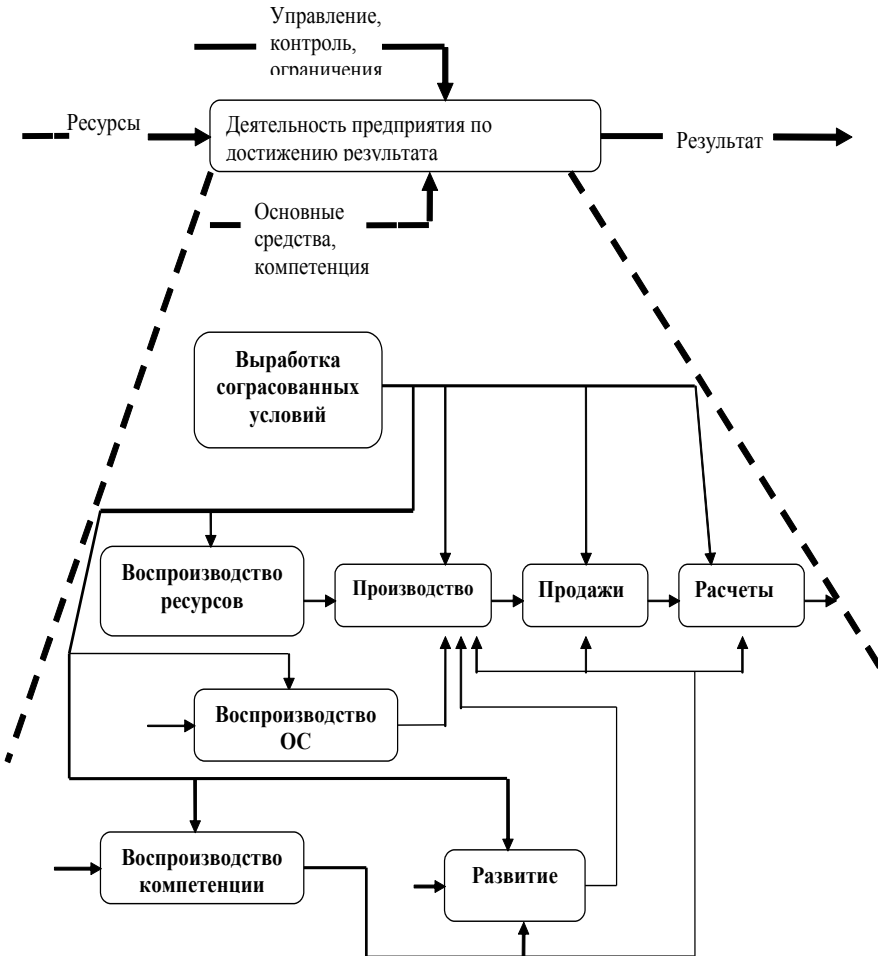 Управление,
контроль,
ограничения
Ресурсы
Деятельность предприятия по
достижению результата
Результат
Основные
средства,
компетенция
Выработка
сограсованных
условий
Воспроизводство
ресурсов
Производство
Продажи
Расчеты
Воспроизводство
ОС
Воспроизводство
компетенции
Развитие